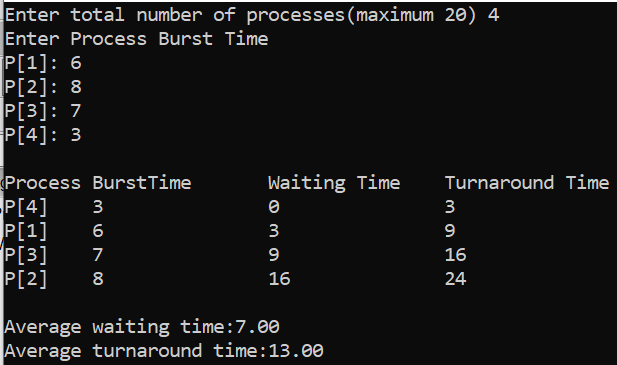 Enter total number of processes(maximum 20) 4
Enter Process Burst Time
P[1]: 6
P[2]: 8
P[3]: 7
P[4]: 3
Process BurstTime Waiting Time Turnaround Time
P[4] 3 0 3
P[1] 6 3 9
P[3] 7 9 16
P[2] 8 16 24
Average waiting time:7.00
Average turnaround time:13.00